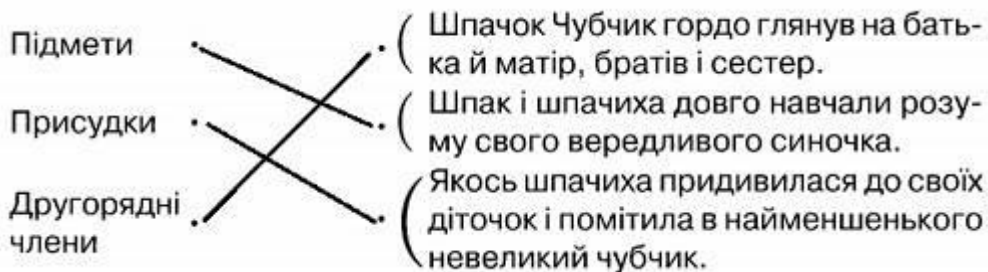 Підмети
Присудки
Другорядні
члени
Шпачок Чубчик гордо глянув на бать-
ка й матір, братів і сестер.
Шпак і шпачиха довго навчали розу-
му свого вередливого синочка.
Якось шпачиха придивилася до своїх
діточок і помітила в найменшенького
невеликий чубчик.